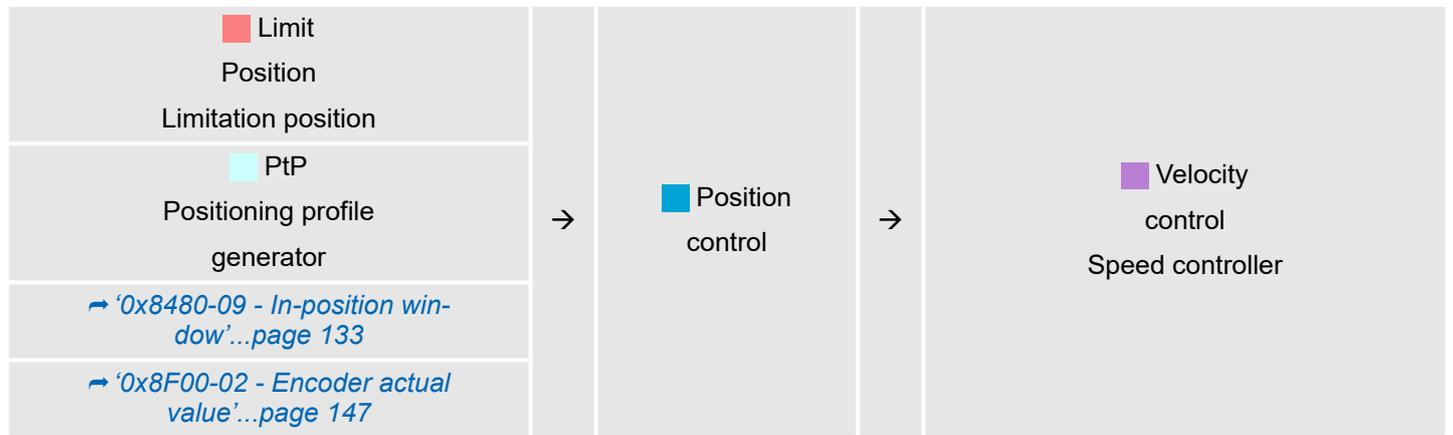 Limit
Position
Limitation position
PtP
Positioning profile
generator
➦ ‘0x8480-09 - In-position win-
dow’...page 133
➦ ‘0x8F00-02 - Encoder actual
value’...page 147
→
Position
control
→
Velocity
control
Speed controller